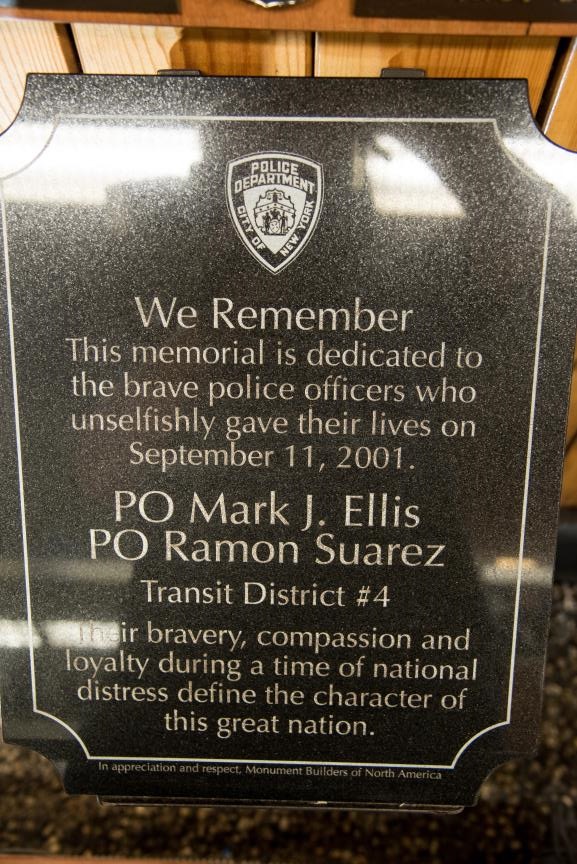 POLICE
DEPARTMENT
CITY OF NEW YORK
We Remember
This memorial is dedicated to
the brave police officers who
unselfishly gave their lives on
September 11, 2001.
PO Mark J. Ellis
PO Ramon Suarez
Transit District #4
Their bravery, compassion and
loyalty during a time of national
distress define the character of
this great nation.
In appreciation and respect, Monument Builders of North America